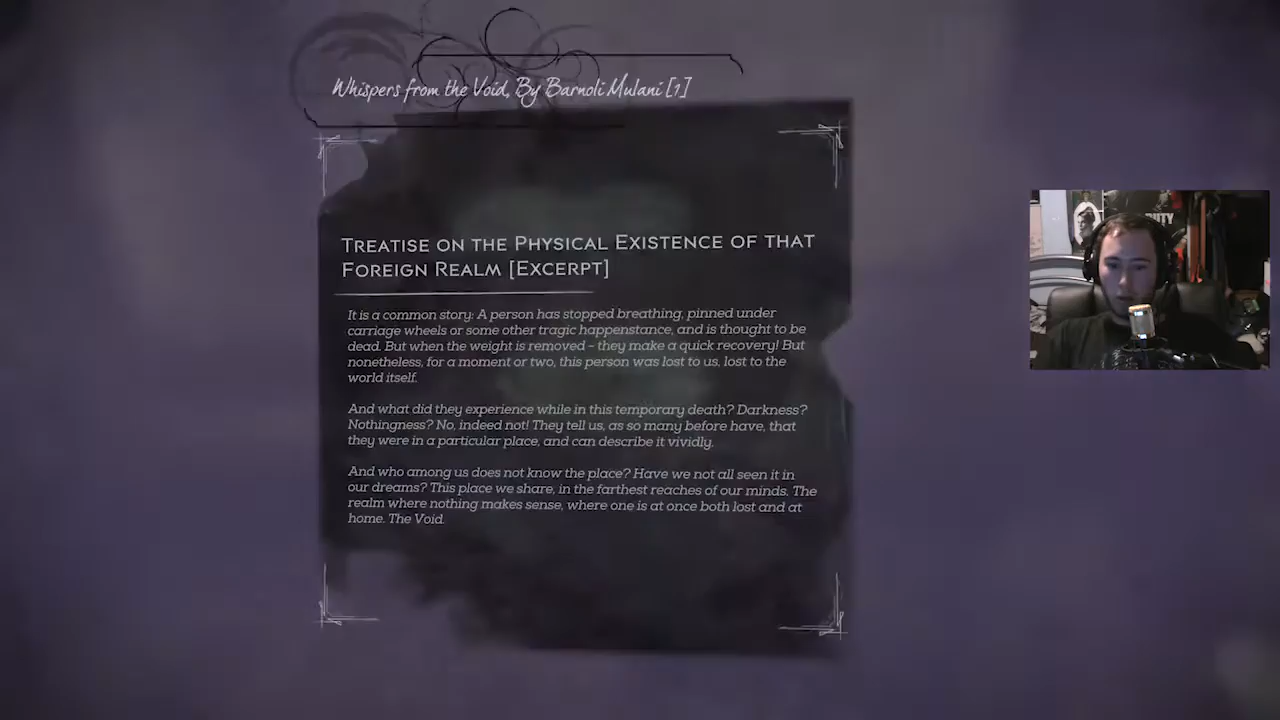 Whispers from the Void, By Barnoli Mulani [1]
Treatise on the Physical Existence of that
Foreign Realm [Excerpt]
It is a common story: A person has stopped breathing, pinned under
carriage wheels or some other tragic happenstance, and is thought to be
dead. But when the weight is removed - they make a quick recovery! But
nonetheless, for a moment or two, this person was lost to us, lost to the
world itself.
And what did they experience while in this temporary death? Darkness?
Nothingness? No, indeed not! They tell us, as so many before have, that
they were in a particular place, and can describe it vividly.
And who among us does not know the place? Have we not all seen it in
our dreams? This place we share, in the farthest reaches of our minds. The
realm where nothing makes sense, where one is at once both lost and at
home. The Void.
UTY